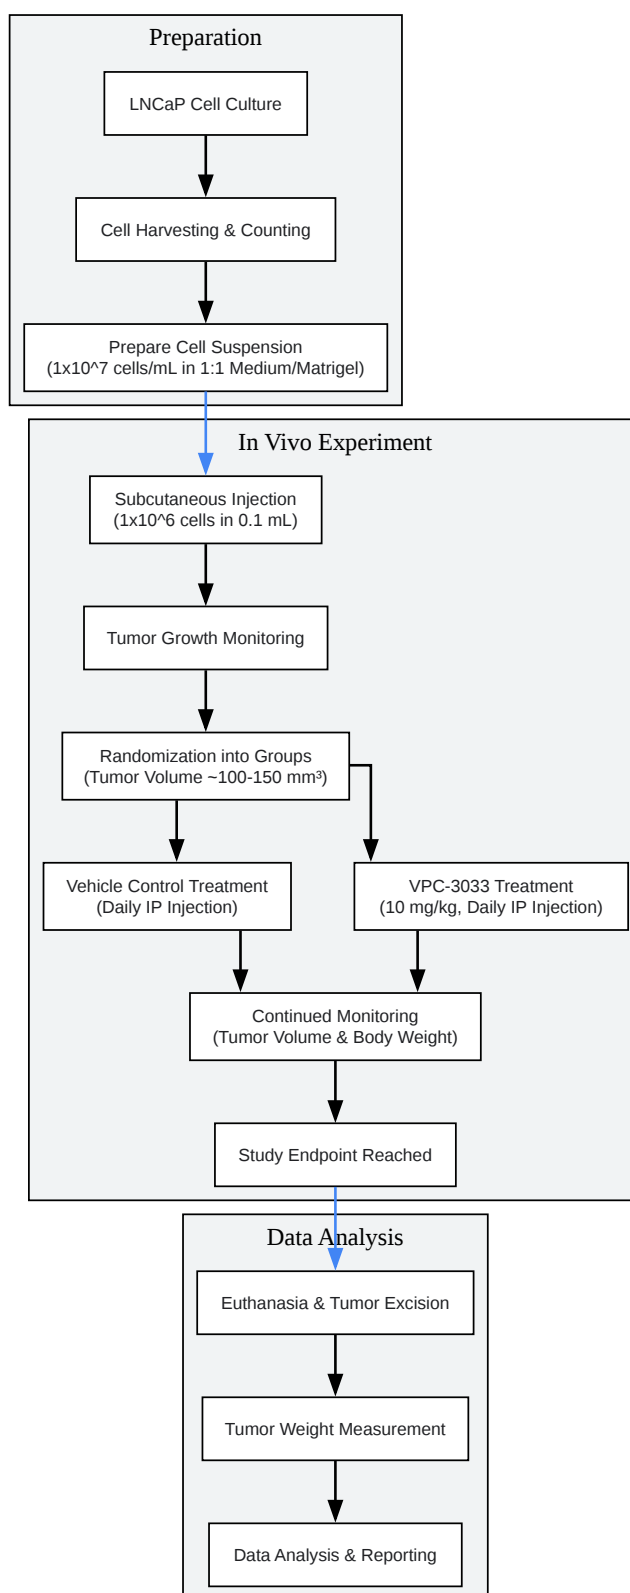 Preparation
LNCaP Cell Culture
Cell Harvesting & Counting
Prepare Cell Suspension
(1x10^7 cells/mL in 1:1 Medium/Matrigel)
In Vivo Experiment
Subcutaneous Injection
(1x10^6 cells in 0.1 mL)
Tumor Growth Monitoring
Randomization into Groups
(Tumor Volume ~100-150 mm³)
Vehicle Control Treatment
(Daily IP Injection)
VPC-3033 Treatment
(10 mg/kg, Daily IP Injection)
Continued Monitoring
(Tumor Volume & Body Weight)
Study Endpoint Reached
Data Analysis
Euthanasia & Tumor Excision
Tumor Weight Measurement
Data Analysis & Reporting